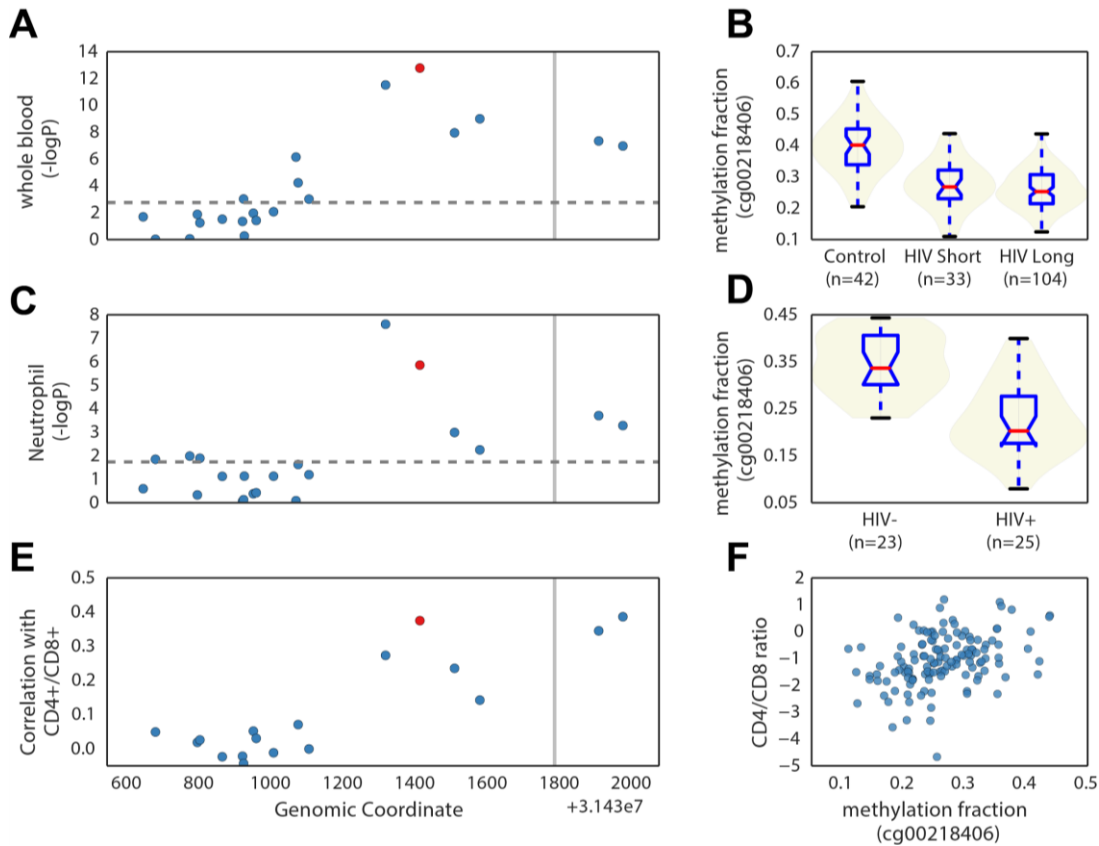 A
14
12
10
8
6
4
2
0
whole blood
(-logP)
B
0.7
0.6
0.5
0.4
0.3
0.2
0.1
methylation fraction
(cg00218406)
Control
(n=42)
HIV Short
(n=33)
HIV Long
(n=104)
C
8
7
6
5
4
3
2
1
0
Neutrophil
(-logP)
D
0.45
0.35
0.25
0.15
0.05
methylation fraction
(cg00218406)
HIV-
(n=23)
HIV+
(n=25)
E
0.5
0.4
0.3
0.2
0.1
0.0
Correlation with
CD4+/CD8+
600 800 1000 1200 1400 1600 1800 2000
Genomic Coordinate
+3.143e7
F
2
1
0
−1
−2
−3
−4
−5
CD4/CD8 ratio
0.1 0.2 0.3 0.4 0.5
methylation fraction
(cg00218406)